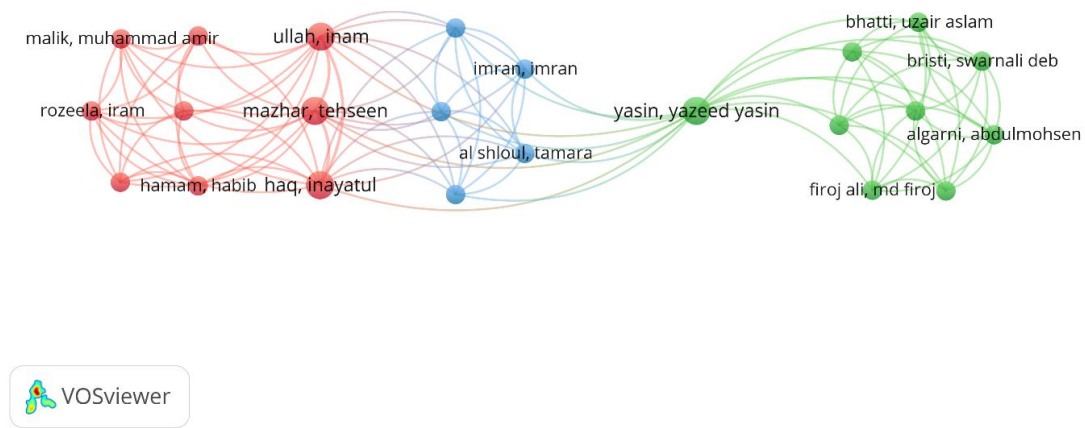 malik, muhammad amir
ullah, inam
imran, imran
rozeela, iram
mazhar, tehseen
al shloul, tamara
hamam, habib
haq, inayatul
yasin, yazeed yasin
bhatti, uzair aslam
bristi, swarnali deb
algarni, abdulmohsen
firoj ali, md firoj
VOSviewer